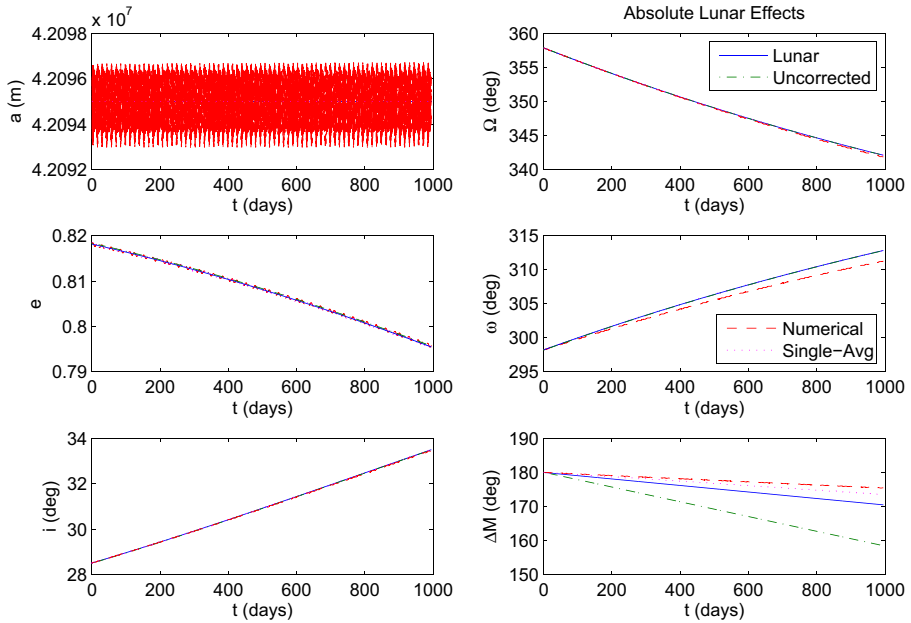 x 10^7
4.2098
4.2096
4.2094
4.2092
a (m)
0 200 400 600 800 1000
t (days)
Absolute Lunar Effects
360
355
350
345
340
Ω (deg)
Lunar
Uncorrected
0 200 400 600 800 1000
t (days)
0.82
0.81
0.8
0.79
e
0 200 400 600 800 1000
t (days)
315
310
305
300
295
ω (deg)
Numerical
Single−Avg
0 200 400 600 800 1000
t (days)
34
32
30
28
i (deg)
0 200 400 600 800 1000
t (days)
190
180
170
160
150
ΔM (deg)
0 200 400 600 800 1000
t (days)